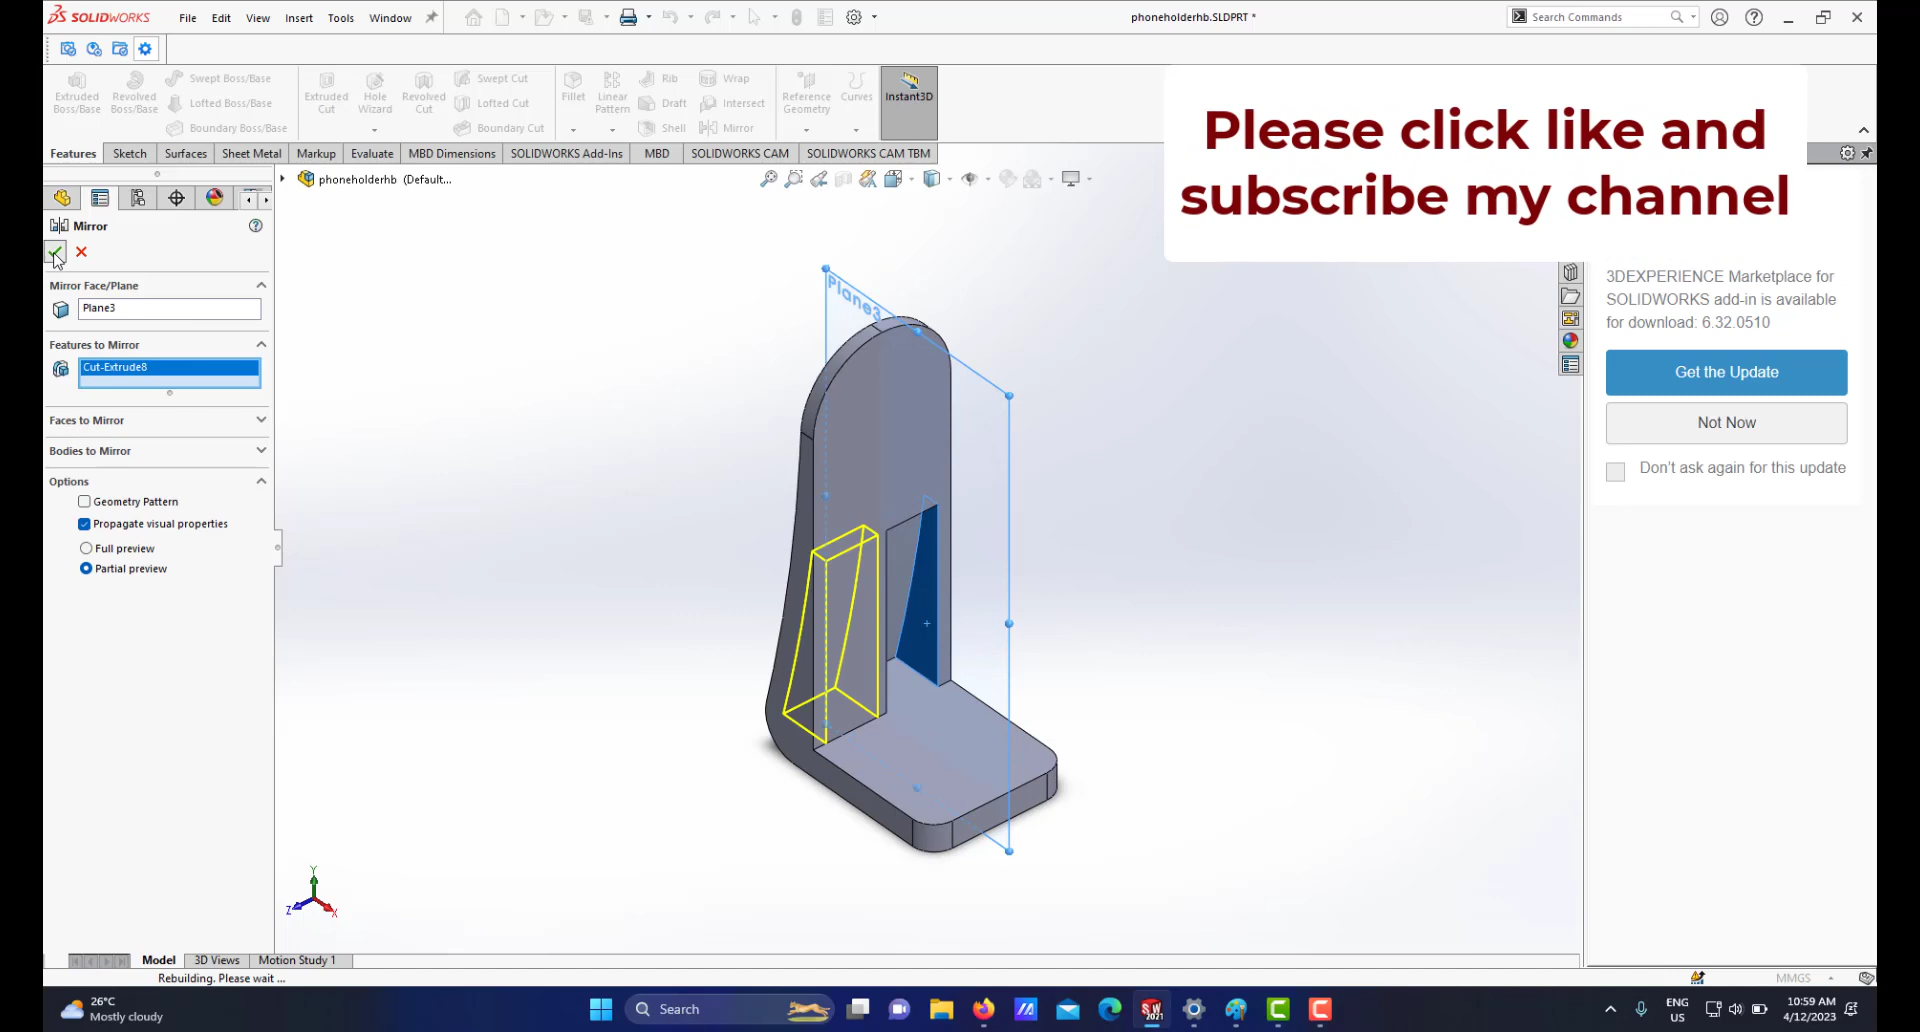 SOLIDWORKS File Edit View Insert Tools Window phoneholderhb.SLDPRT * Search Commands
Extruded Boss/Base Revolved Boss/Base Swept Boss/Base Lofted Boss/Base Boundary Boss/Base Extruded Cut Hole Wizard Revolved Cut Swept Cut Lofted Cut Boundary Cut Fillet Linear Pattern Rib Draft Shell Wrap Intersect Mirror Reference Geometry Curves Instant3D
Please click like and
subscribe my channel
Features Sketch Surfaces Sheet Metal Markup Evaluate MBD Dimensions SOLIDWORKS Add-Ins MBD SOLIDWORKS CAM SOLIDWORKS CAM TBM
phoneholderhb (Default...
Mirror
Mirror Face/Plane
Plane3
Features to Mirror
Cut-Extrude8
Faces to Mirror
Bodies to Mirror
Options
Geometry Pattern
Propagate visual properties
Full preview
Partial preview
Plane3
3DEXPERIENCE Marketplace for
SOLIDWORKS add-in is available
for download: 6.32.0510
Get the Update
Not Now
Don't ask again for this update
Y
Z
X
Model 3D Views Motion Study 1
Rebuilding. Please wait ... MMGS
26°C
Mostly cloudy
Search
SW
2021
ENG
US
10:59 AM
4/12/2023